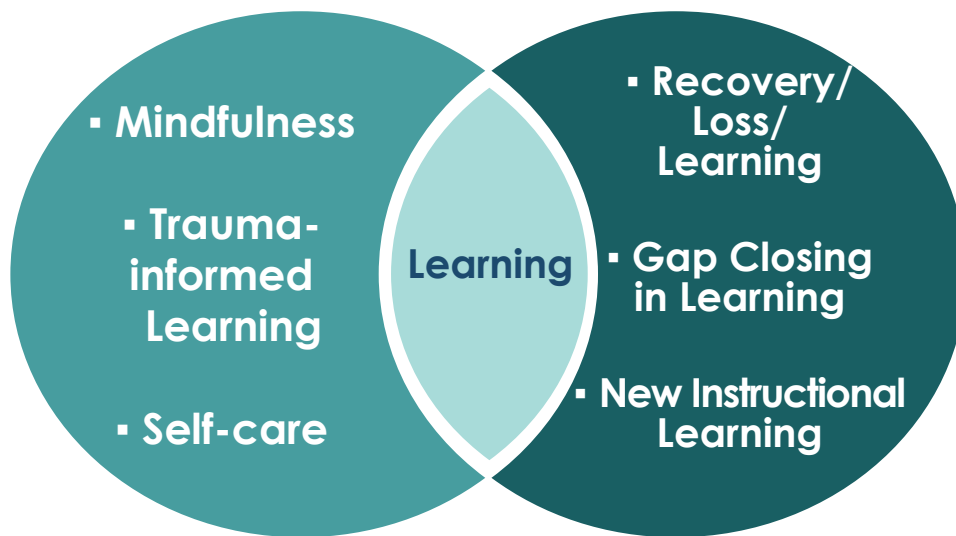 ▪ Mindfulness
▪ Trauma-
informed
Learning
▪ Self-care
Learning
▪ Recovery/
Loss/
Learning
▪ Gap Closing
in Learning
▪ New Instructional
Learning